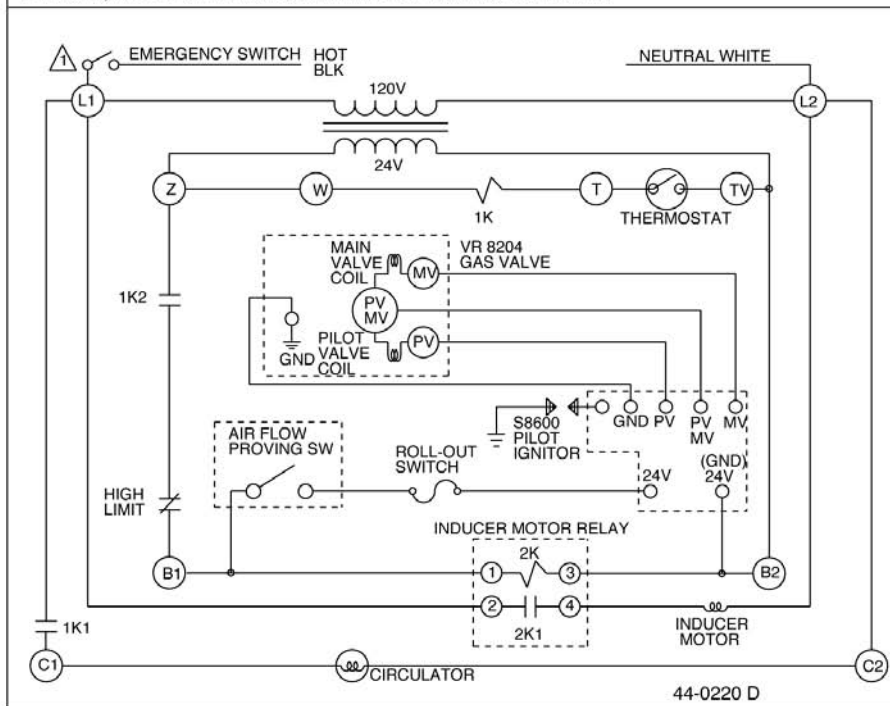 1
EMERGENCY SWITCH
HOT
BLK
NEUTRAL WHITE
L1
120V
L2
24V
Z
W
1K
T
THERMOSTAT
TV
MAIN
VALVE
COIL
MV
VR 8204
GAS VALVE
1K2
PV
MV
GND
PILOT
VALVE
COIL
PV
S8600
PILOT
IGNITOR
GND
PV
PV
MV
MV
AIR FLOW
PROVING SW
ROLL-OUT
SWITCH
24V
(GND)
24V
HIGH
LIMIT
INDUCER MOTOR RELAY
B1
1
2K
3
B2
2
2K1
4
INDUCER
MOTOR
1K1
C1
CIRCULATOR
C2
44-0220 D